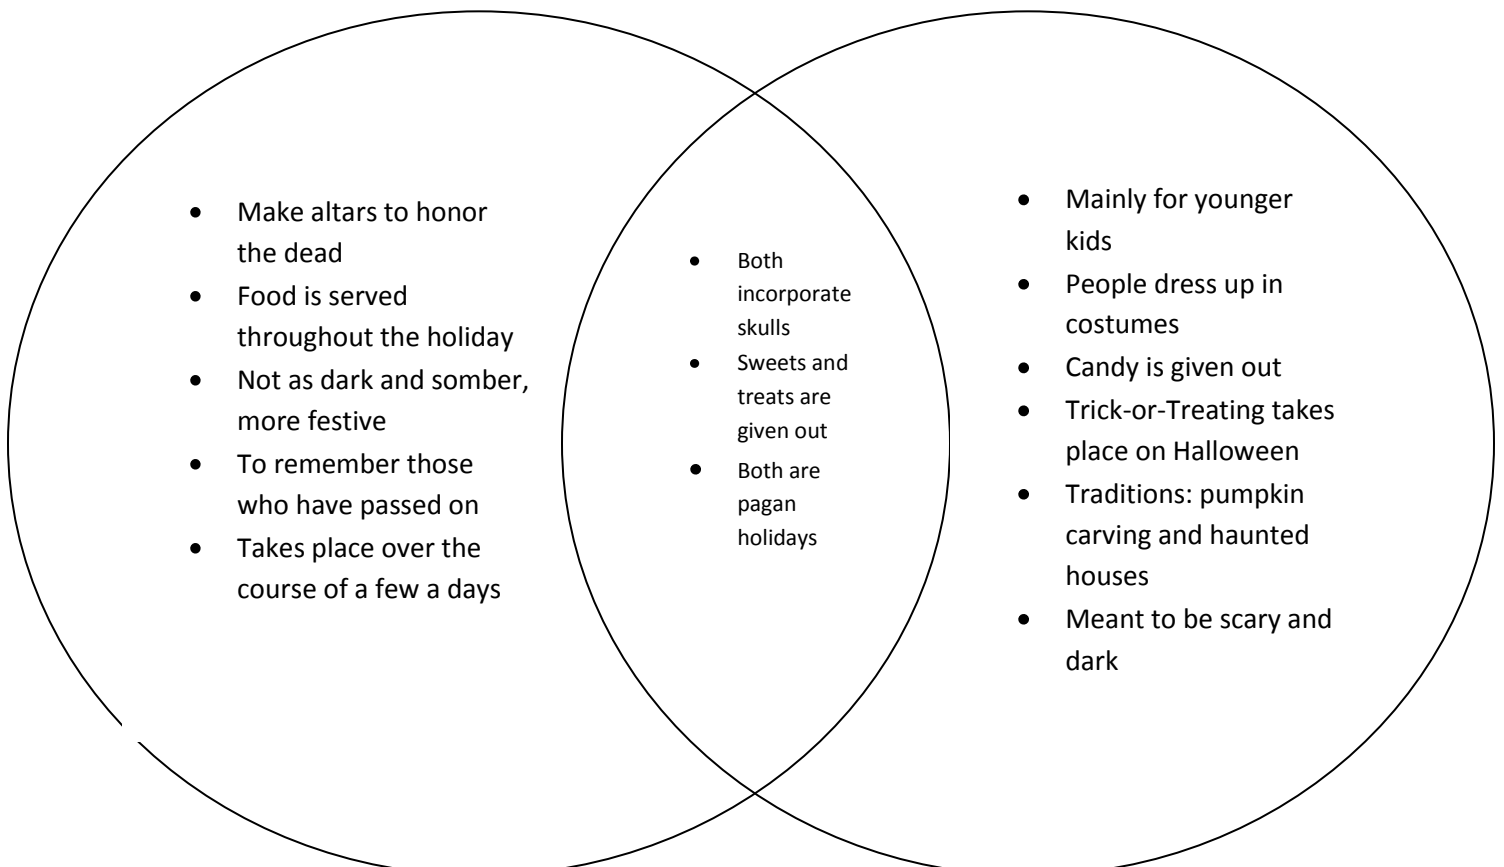 • Make altars to honor
the dead
• Food is served
throughout the holiday
• Not as dark and somber,
more festive
• To remember those
who have passed on
• Takes place over the
course of a few a days
• Both
incorporate
skulls
• Sweets and
treats are
given out
• Both are
pagan
holidays
• Mainly for younger
kids
• People dress up in
costumes
• Candy is given out
• Trick-or-Treating takes
place on Halloween
• Traditions: pumpkin
carving and haunted
houses
• Meant to be scary and
dark